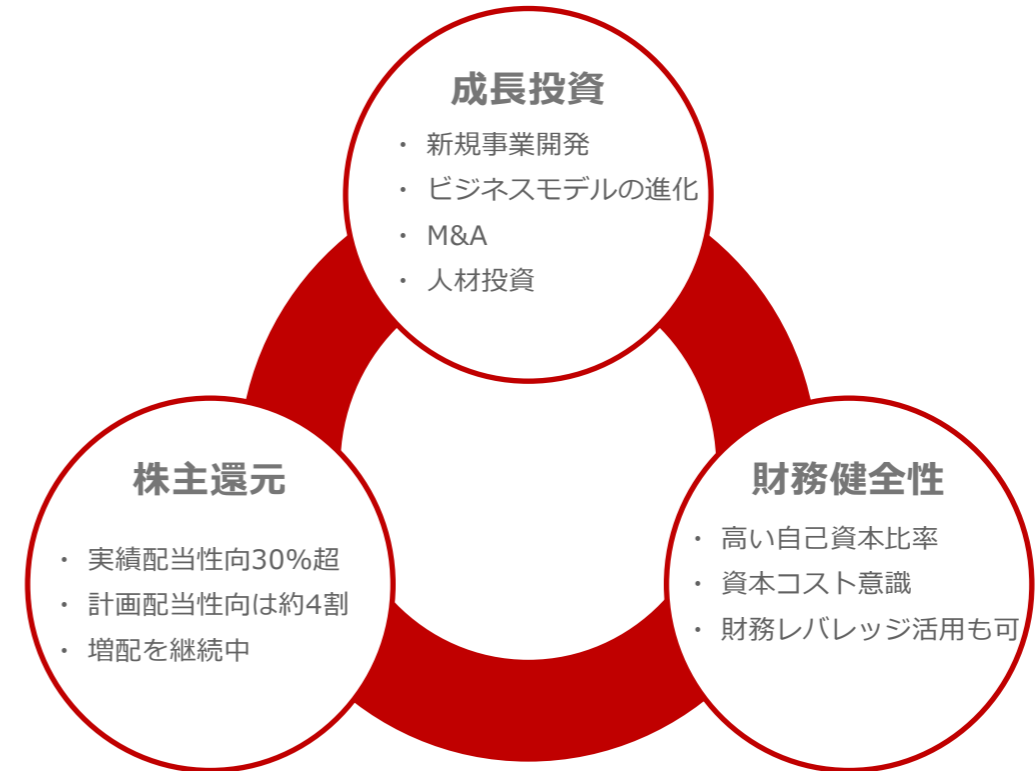 成長投資
・ 新規事業開発
・ ビジネスモデルの進化
・ M&A
・ 人材投資
株主還元
・ 実績配当性向30%超
・ 計画配当性向は約4割
・ 増配を継続中
財務健全性
・ 高い自己資本比率
・ 資本コスト意識
・ 財務レバレッジ活用も可